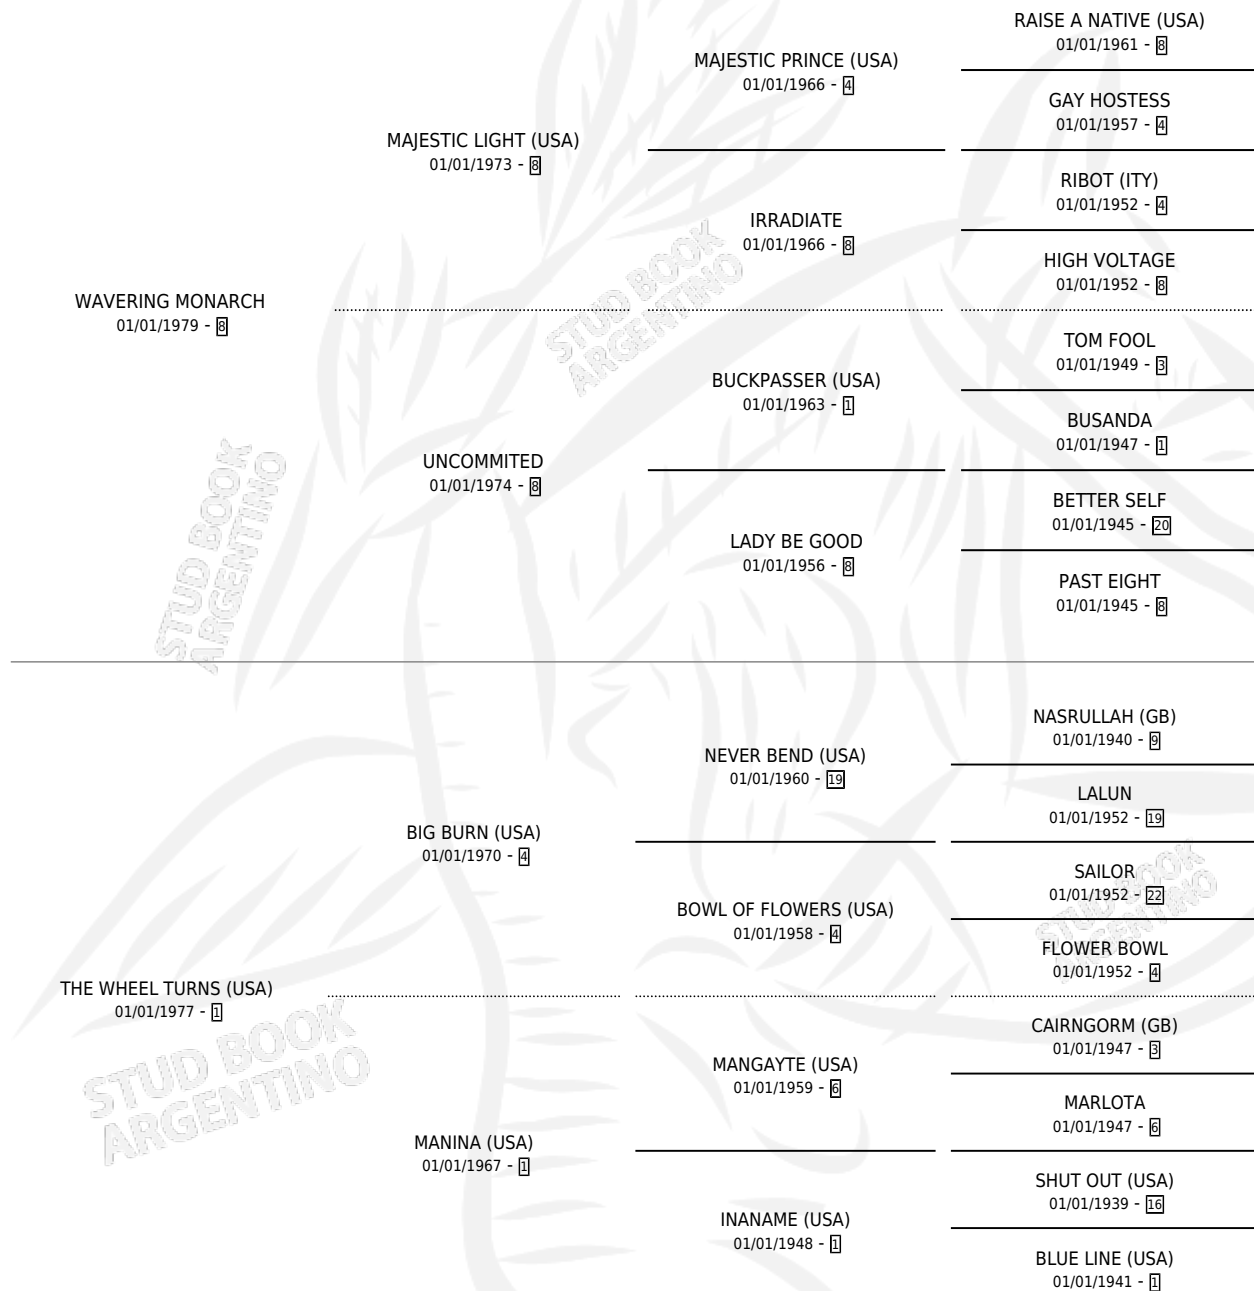 RAISE A NATIVE (USA)
01/01/1961 - 8
MAJESTIC PRINCE (USA)
01/01/1966 - 4
GAY HOSTESS
01/01/1957 - 4
MAJESTIC LIGHT (USA)
01/01/1973 - 8
RIBOT (ITY)
01/01/1952 - 4
IRRADIATE
01/01/1966 - 8
HIGH VOLTAGE
01/01/1952 - 8
WAVERING MONARCH
01/01/1979 - 8
STUD BOOK
ARGENTINO
TOM FOOL
01/01/1949 - 3
BUCKPASSER (USA)
01/01/1963 - 1
BUSANDA
01/01/1947 - 1
UNCOMMITED
01/01/1974 - 8
BETTER SELF
01/01/1945 - 20
LADY BE GOOD
01/01/1956 - 8
PAST EIGHT
01/01/1945 - 8
STUD BOOK
ARGENTINO
NASRULLAH (GB)
01/01/1940 - 9
NEVER BEND (USA)
01/01/1960 - 19
LALUN
01/01/1952 - 19
BIG BURN (USA)
01/01/1970 - 4
SAILOR
01/01/1952 - 22
BOWL OF FLOWERS (USA)
01/01/1958 - 4
STUD BOOK
ARGENTINO
FLOWER BOWL
01/01/1952 - 4
THE WHEEL TURNS (USA)
01/01/1977 - 1
CAIRNGORM (GB)
01/01/1947 - 3
STUD BOOK
ARGENTINO
MANGAYTE (USA)
01/01/1959 - 6
MARLOTA
01/01/1947 - 6
MANINA (USA)
01/01/1967 - 1
SHUT OUT (USA)
01/01/1939 - 16
INANAME (USA)
01/01/1948 - 1
BLUE LINE (USA)
01/01/1941 - 1